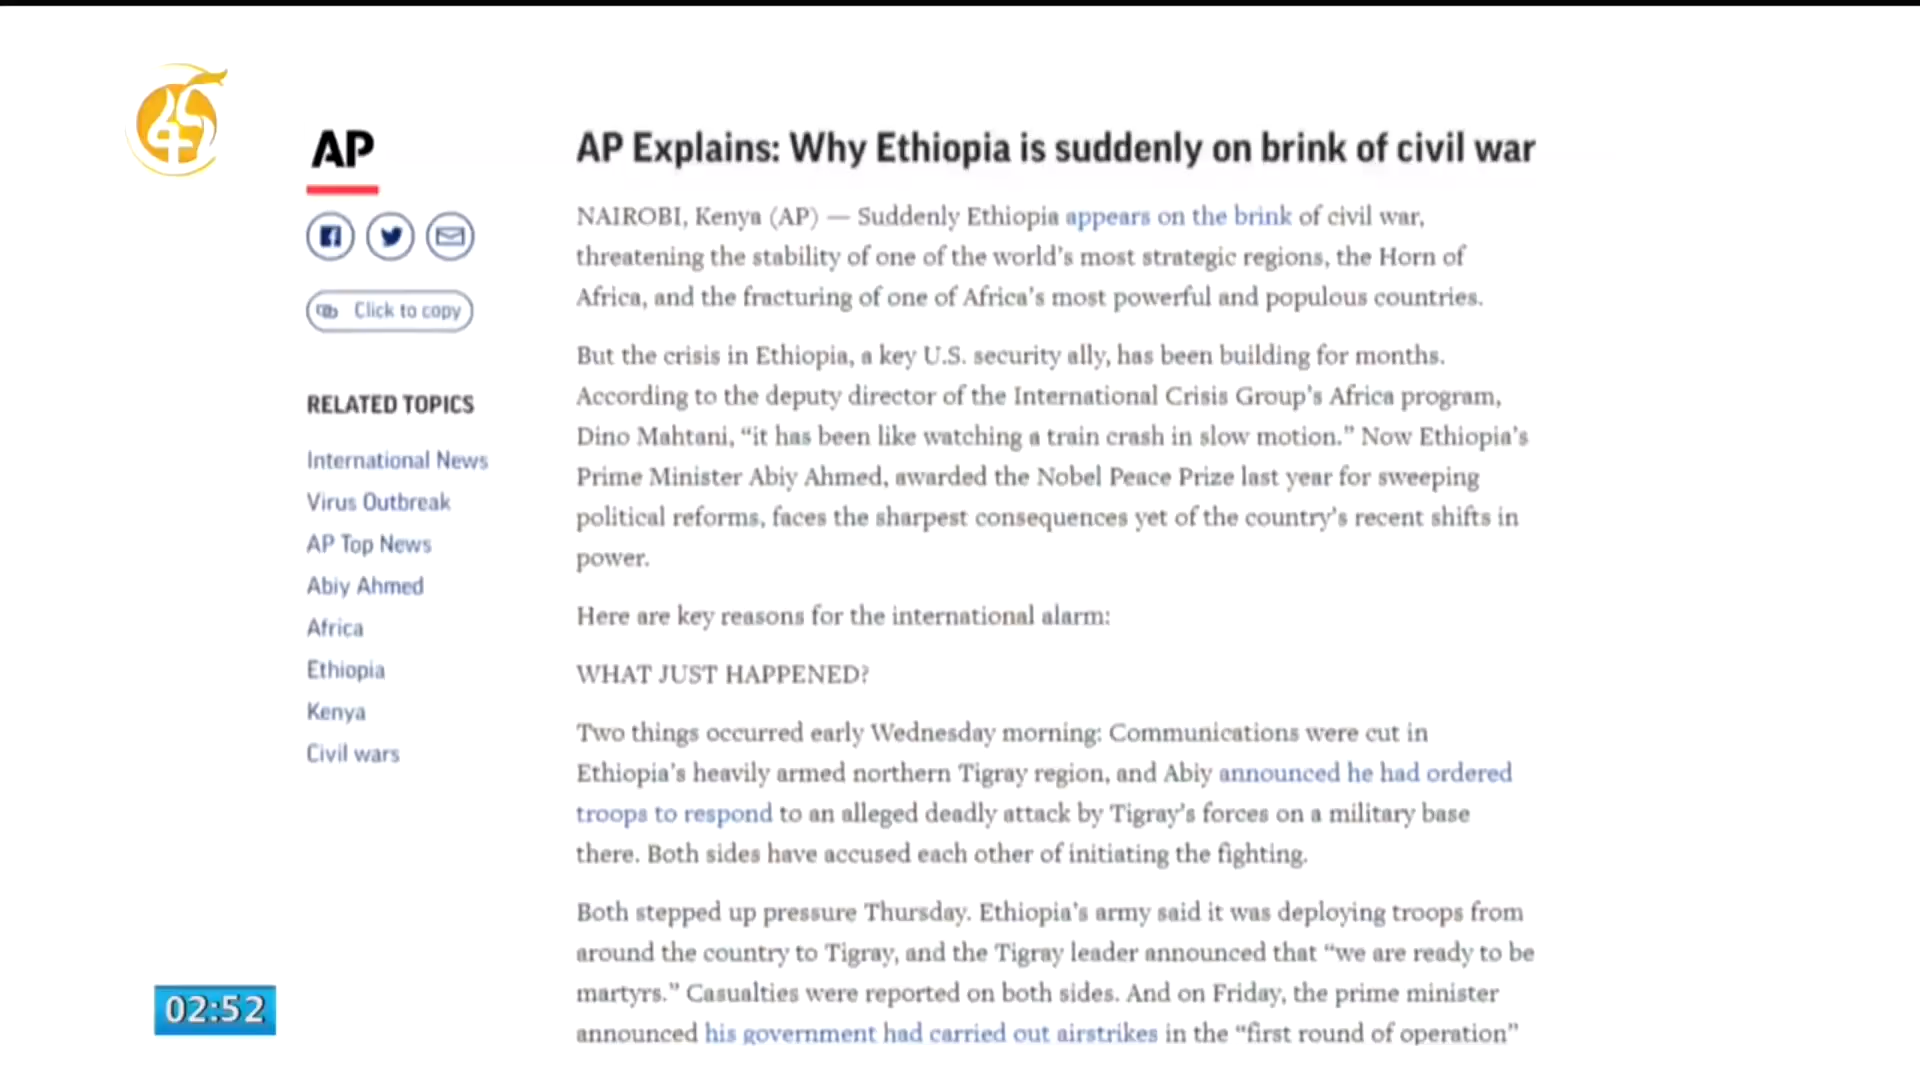 AP
Click to copy
RELATED TOPICS
International News
Virus Outbreak
AP Top News
Abiy Ahmed
Africa
Ethiopia
Kenya
Civil wars
AP Explains: Why Ethiopia is suddenly on brink of civil war
NAIROBI, Kenya (AP) — Suddenly Ethiopia appears on the brink of civil war,
threatening the stability of one of the world’s most strategic regions, the Horn of
Africa, and the fracturing of one of Africa’s most powerful and populous countries.
But the crisis in Ethiopia, a key U.S. security ally, has been building for months.
According to the deputy director of the International Crisis Group’s Africa program,
Dino Mahtani, “it has been like watching a train crash in slow motion.” Now Ethiopia’s
Prime Minister Abiy Ahmed, awarded the Nobel Peace Prize last year for sweeping
political reforms, faces the sharpest consequences yet of the country’s recent shifts in
power.
Here are key reasons for the international alarm:
WHAT JUST HAPPENED?
Two things occurred early Wednesday morning: Communications were cut in
Ethiopia’s heavily armed northern Tigray region, and Abiy announced he had ordered
troops to respond to an alleged deadly attack by Tigray’s forces on a military base
there. Both sides have accused each other of initiating the fighting.
Both stepped up pressure Thursday. Ethiopia’s army said it was deploying troops from
around the country to Tigray, and the Tigray leader announced that “we are ready to be
martyrs.” Casualties were reported on both sides. And on Friday, the prime minister
announced his government had carried out airstrikes in the “first round of operation”
02:52